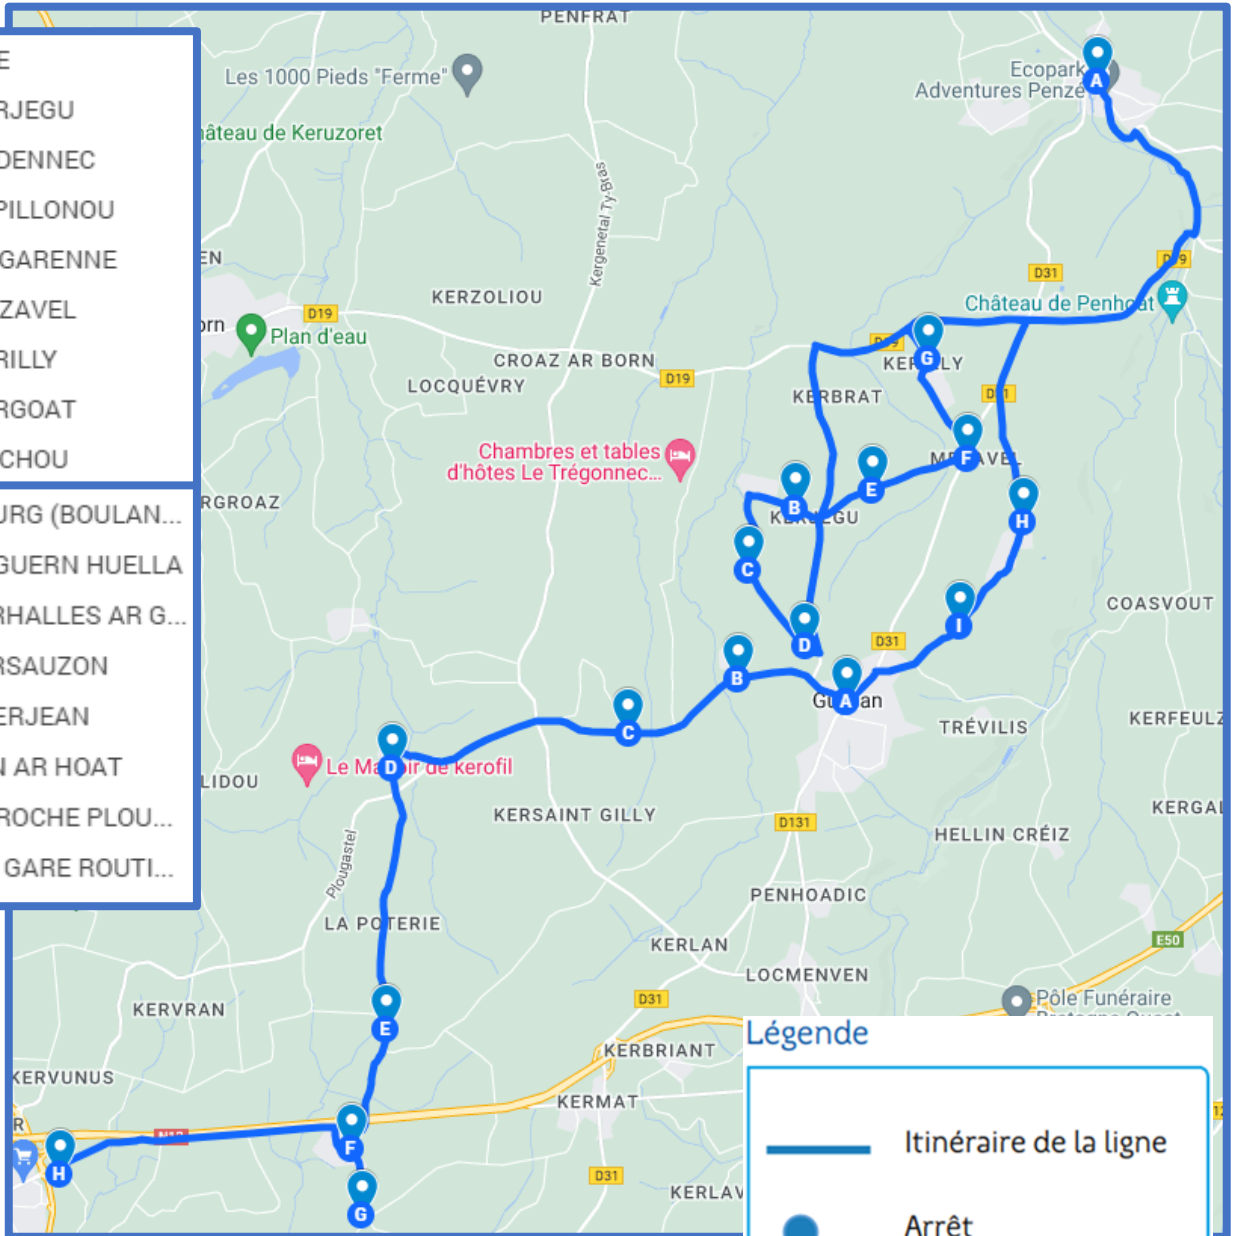 E
RJEGU
DENNEC
PILLONOU
GARENNE
ZAVEL
RILLY
RGOAT
CHOU
URG (BOULAN...
GUERN HUELLA
RHALLES AR G...
RSAUZON
ERJEAN
N AR HOAT
ROCHE PLOU...
GARE ROUTI...
PENFRAT
Les 1000 Pieds "Ferme"
Ecopark
Adventures Penzé
A
hâteau de Keruzoret
Kergenetal Ty-Bras
EN
D19
D31
KERZOLIOU
Château de Penhoat
orn
D19
Plan d'eau
CROAZ AR BORN
D19
LOCQUÉVRY
G
KERBRAT
Chambres et tables
d'hôtes Le Trégonnec...
F
E
B
H
RGROAZ
C
COASVOUT
I
D
D31
B
A
C
TRÉVILIS
KERFEULZ
D
Le Manoir de kerofil
LIDOU
KERSAINT GILLY
D131
KERGAL
HELLIN CRÉIZ
Plougastel
PENHOADIC
LA POTERIE
KERLAN
E50
LOCMENVEN
D31
Pôle Funéraire
KERVRAN
E
Légende
KERBRIANT
KERVUNUS
KERMAT
R
N12
F
H
Itinéraire de la ligne
D31
KERLAV
G
Arrêt